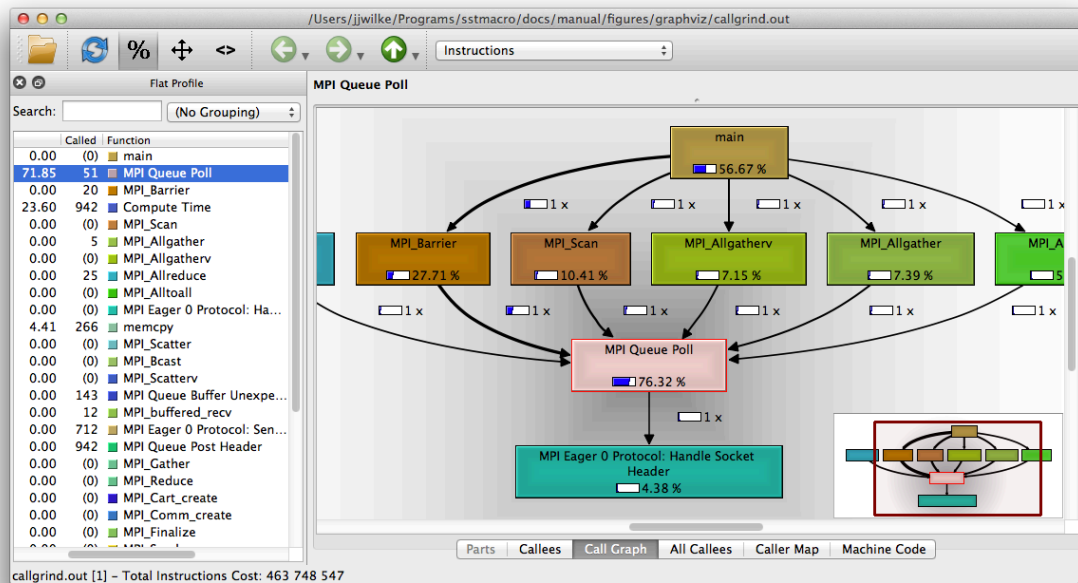 /Users/jjwilke/Programs/sstmacro/docs/manual/figures/graphviz/callgrind.out
% <> Instructions
Flat Profile
Search: (No Grouping)
Called Function
0.00 (0) main
71.85 51 MPI Queue Poll
0.00 20 MPI_Barrier
23.60 942 Compute Time
0.00 (0) MPI_Scan
0.00 5 MPI_Allgather
0.00 (0) MPI_Allgatherv
0.00 25 MPI_Allreduce
0.00 (0) MPI_Alltoall
0.00 (0) MPI Eager 0 Protocol: Ha...
4.41 266 memcpy
0.00 (0) MPI_Scatter
0.00 (0) MPI_Bcast
0.00 (0) MPI_Scatterv
0.00 143 MPI Queue Buffer Unexpe...
0.00 12 MPI_buffered_recv
0.00 712 MPI Eager 0 Protocol: Sen...
0.00 942 MPI Queue Post Header
0.00 (0) MPI_Gather
0.00 (0) MPI_Reduce
0.00 (0) MPI_Cart_create
0.00 (0) MPI_Comm_create
0.00 (0) MPI_Finalize
MPI Queue Poll
main
56.67 %
1 x 1 x 1 x 1 x 1 x
MPI_Barrier MPI_Scan MPI_Allgatherv MPI_Allgather MPI_A
27.71 % 10.41 % 7.15 % 7.39 % 5
1 x 1 x 1 x 1 x 1 x 1 x
MPI Queue Poll
76.32 %
1 x
MPI Eager 0 Protocol: Handle Socket
Header
4.38 %
Parts Callees Call Graph All Callees Caller Map Machine Code
callgrind.out [1] - Total Instructions Cost: 463 748 547